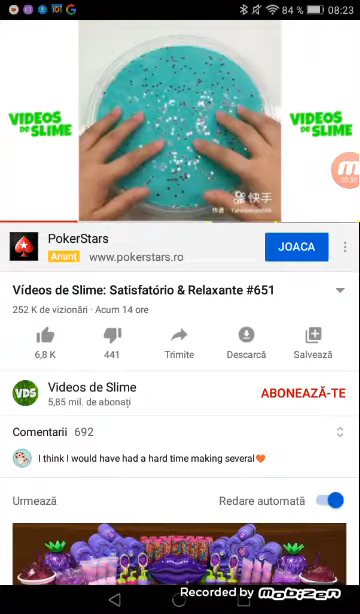 84 %
08:23
VIDEOS
DE SLIME
VIDEOS
DE SLIME
快手
00:30
PokerStars
JOACA
Anunț www.pokerstars.ro
Vídeos de Slime: Satisfatório & Relaxante #651
252 K de vizionări · Acum 14 ore
6,8 K
441
Trimite
Descarcă
Salvează
VDS
Videos de Slime
5,85 mil. de abonați
ABONEAZĂ-TE
Comentarii 692
I think I would have had a hard time making several🧡
Urmează
Redare automată
Recorded by mobizen